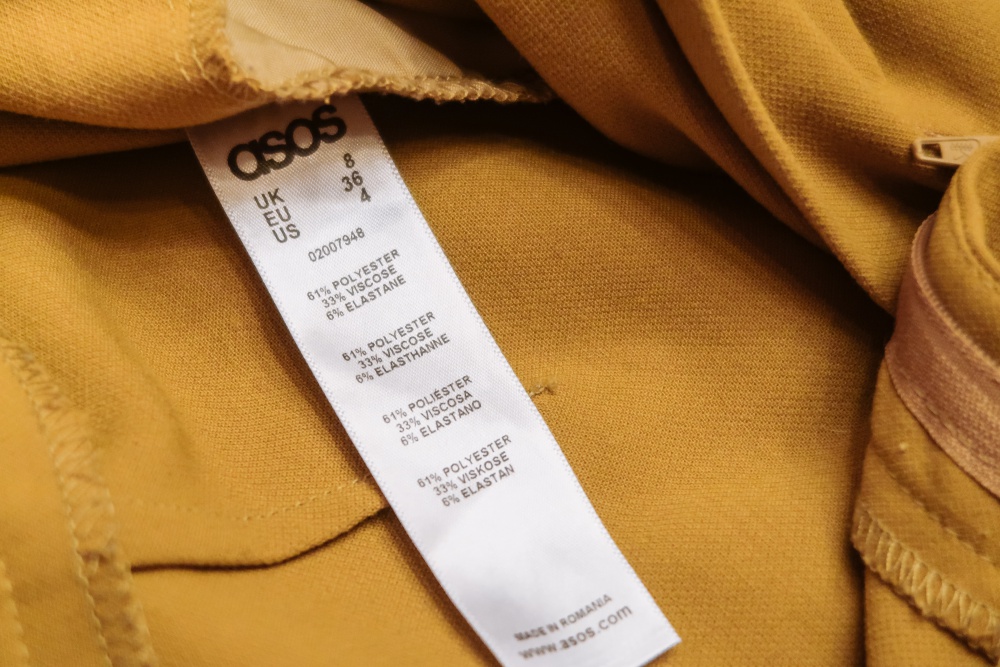 asos
UK 8
EU 36
US 4
02007948
61% POLYESTER
33% VISCOSE
6% ELASTANE
61% POLYESTER
33% VISCOSE
6% ELASTHANNE
61% POLIÉSTER
33% VISCOSA
6% ELASTANO
61% POLYESTER
33% VISKOSE
6% ELASTAN
MADE IN ROMANIA
www.asos.com